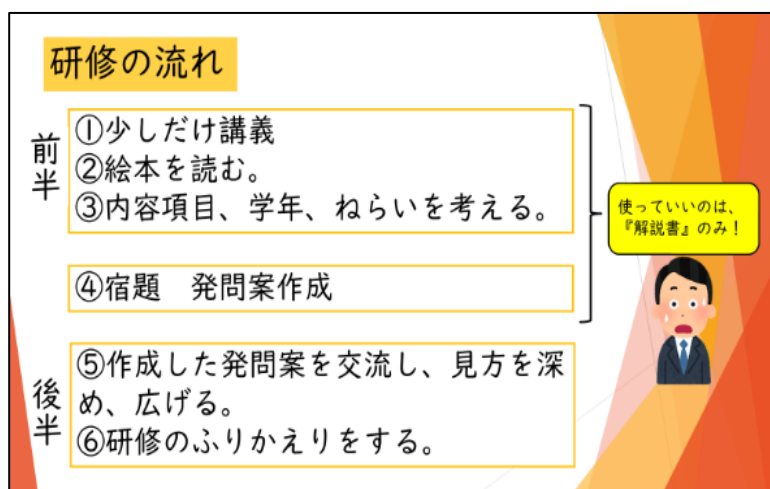 研修の流れ
前半
①少しだけ講義
②絵本を読む。
③内容項目、学年、ねらいを考える。
④宿題　発問案作成
使っていいのは、
『解説書』のみ！
後半
⑤作成した発問案を交流し、見方を深
め、広げる。
⑥研修のふりかえりをする。